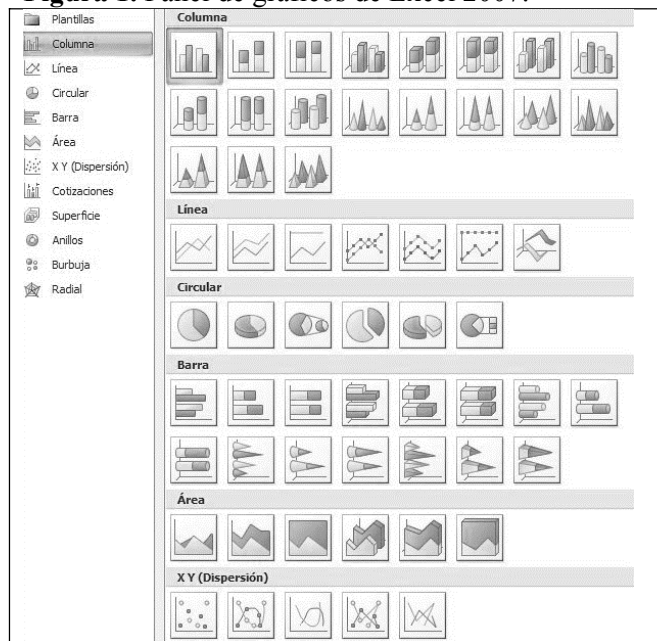 Figura 1. Panel de gráficos de Excel 2007.
Plantillas
Columna
Línea
Circular
Barra
Área
X Y (Dispersión)
Cotizaciones
Superficie
Anillos
Burbuja
Radial
Columna
Línea
Circular
Barra
Área
X Y (Dispersión)